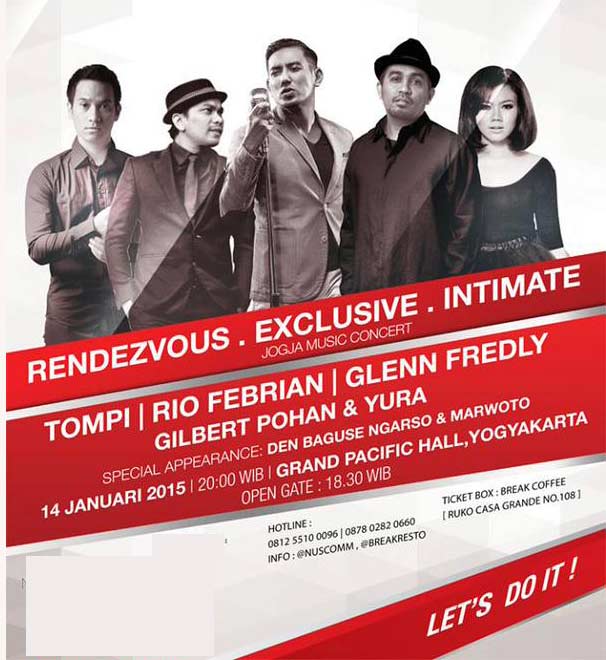 RENDEZVOUS . EXCLUSIVE . INTIMATE
JOGJA MUSIC CONCERT
TOMPI | RIO FEBRIAN | GLENN FREDLY
GILBERT POHAN & YURA
SPECIAL APPEARANCE: DEN BAGUSE NGARSO & MARWOTO
14 JANUARI 2015 | 20:00 WIB | GRAND PACIFIC HALL,YOGYAKARTA
OPEN GATE : 18.30 WIB
HOTLINE :
0812 5510 0096 | 0878 0282 0660
INFO : @NUSCOMM , @BREAKRESTO
TICKET BOX : BREAK COFFEE
[ RUKO CASA GRANDE NO.108 ]
LET'S DO IT !